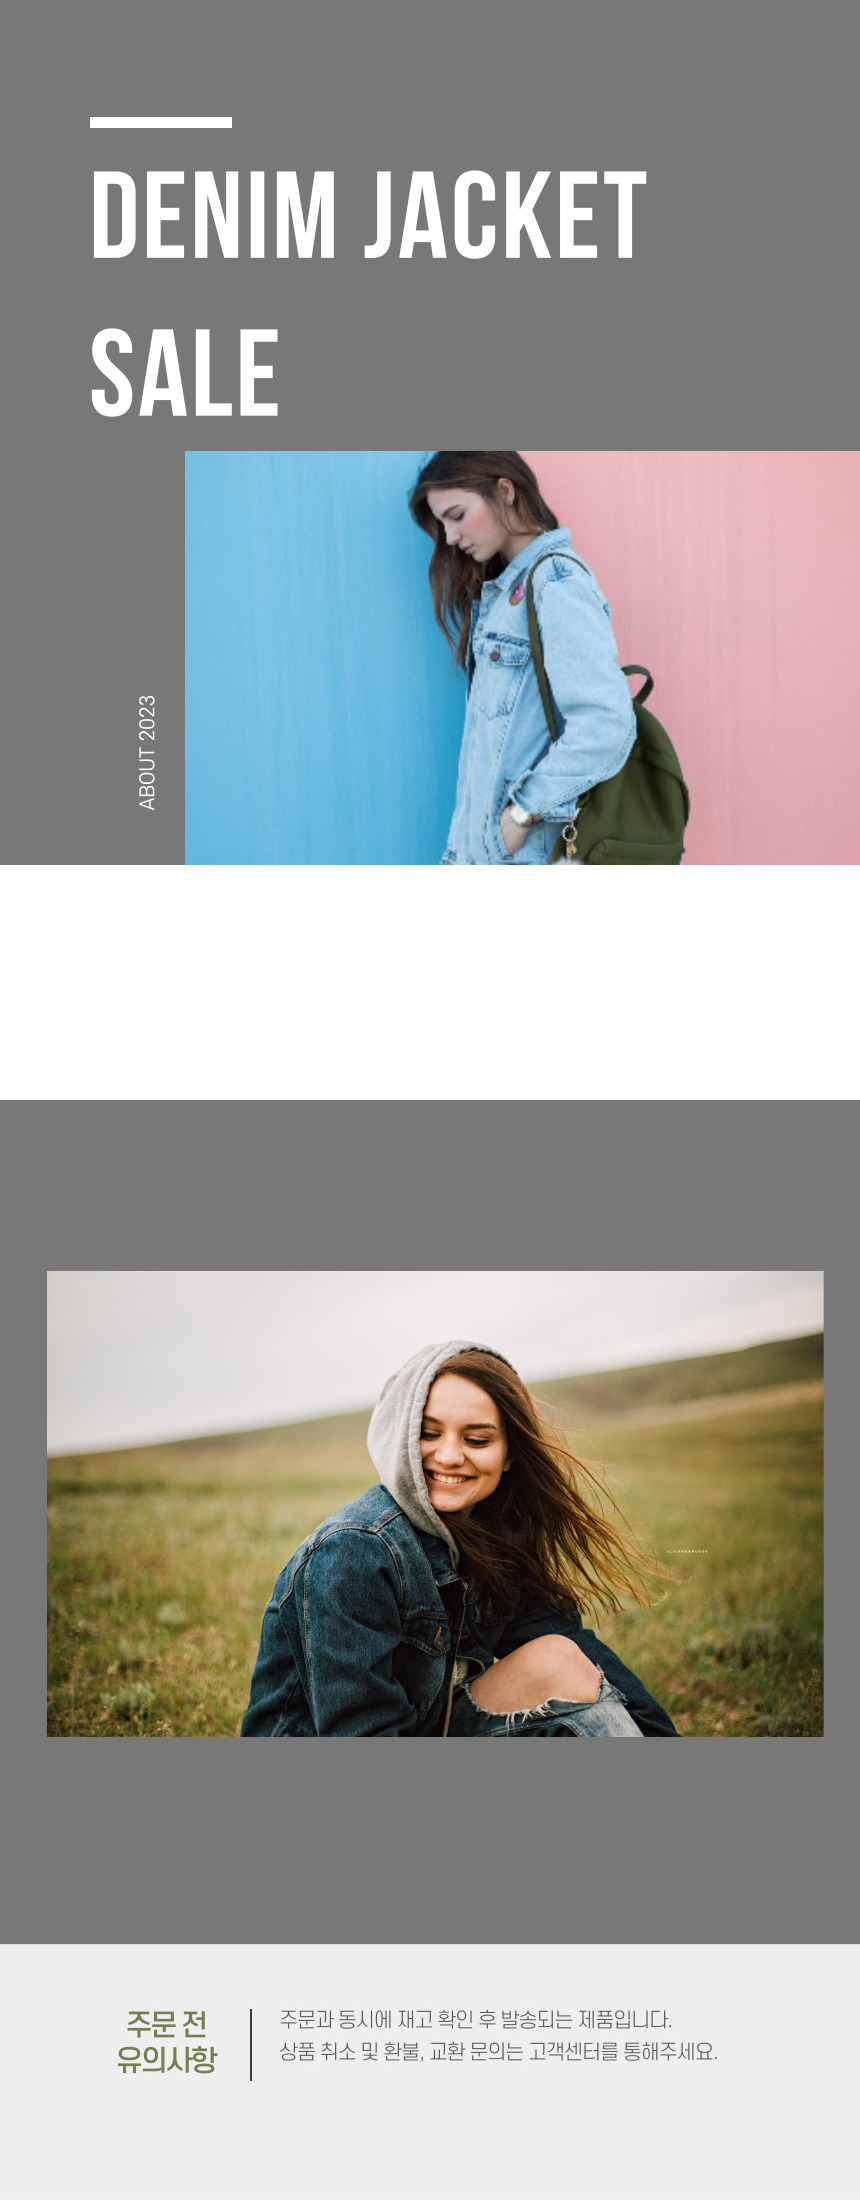 DENIM JACKET
SALE
ABOUT 2023
주문 전
유의사항
주문과 동시에 재고 확인 후 발송되는 제품입니다.
상품 취소 및 환불, 교환 문의는 고객센터를 통해주세요.